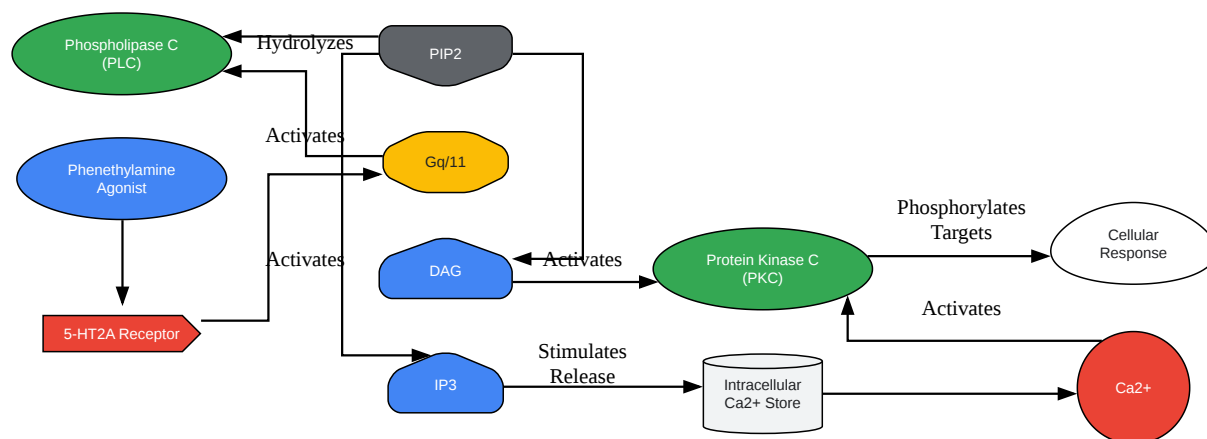 Phospholipase C
(PLC)
Hydrolyzes
PIP2
Activates
Gq/11
Phenethylamine
Agonist
Activates
5-HT2A Receptor
DAG
Activates
Protein Kinase C
(PKC)
Phosphorylates
Targets
Cellular
Response
Activates
IP3
Stimulates
Release
Intracellular
Ca2+ Store
Ca2+